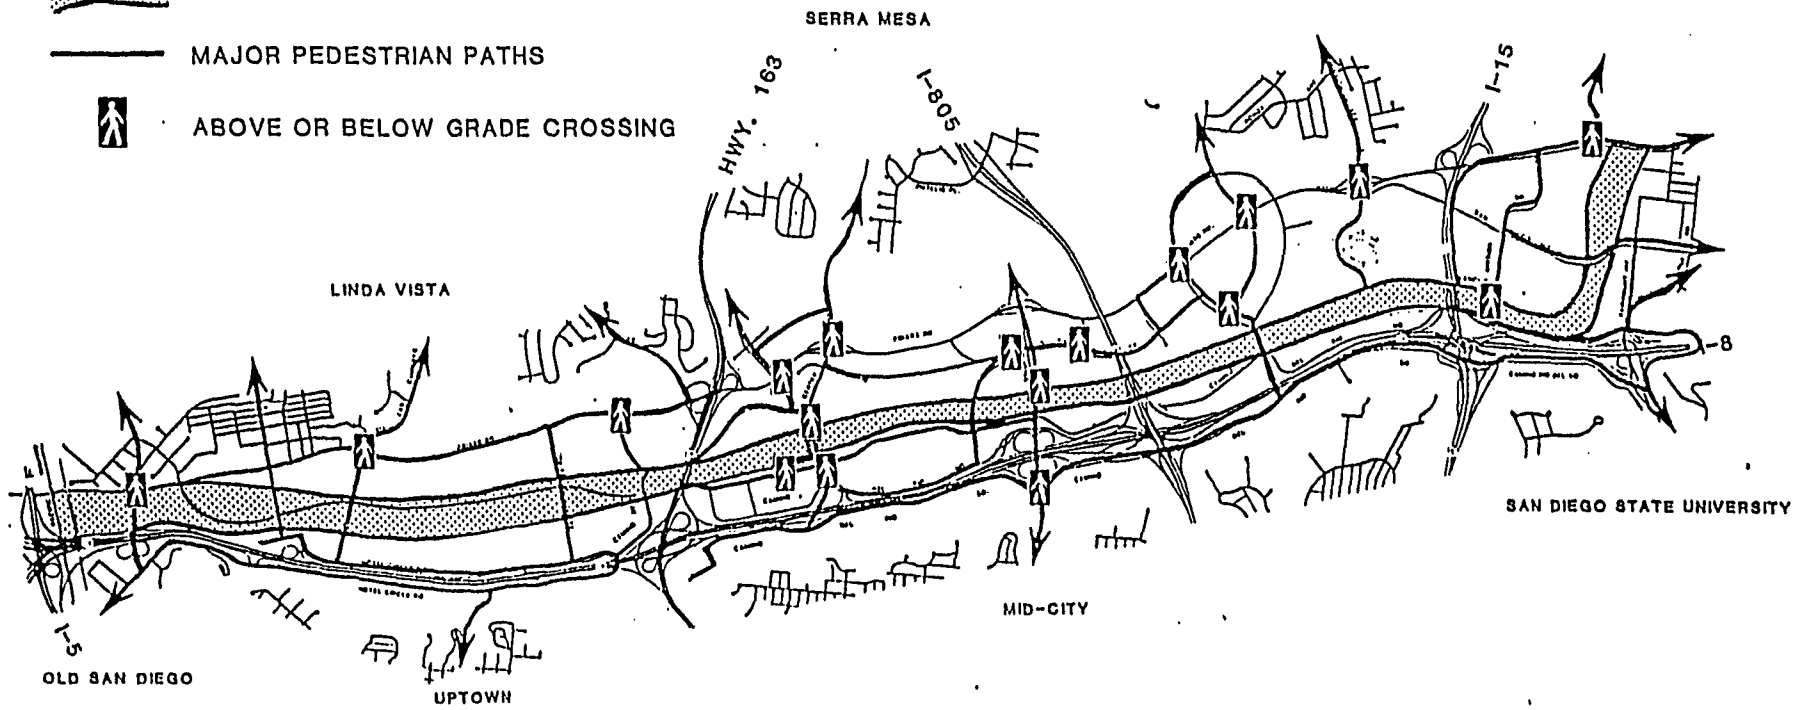 SERRA MESA
MAJOR PEDESTRIAN PATHS
ABOVE OR BELOW GRADE CROSSING
HWY. 163
I-805
I-15
LINDA VISTA
I-8
SAN DIEGO STATE UNIVERSITY
MID-CITY
I-5
OLD SAN DIEGO
UPTOWN